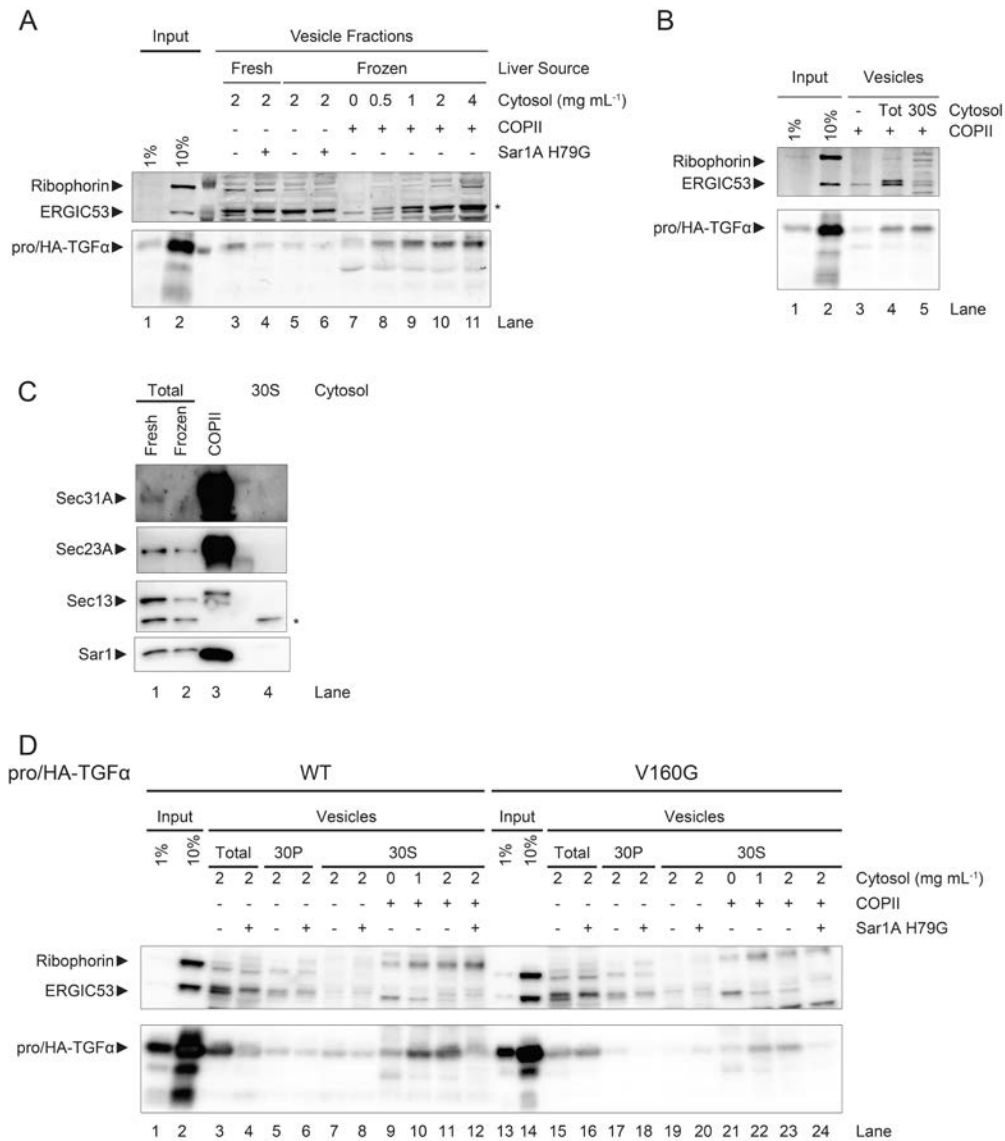 A
Input Vesicle Fractions
Fresh Frozen Liver Source
2 2 2 2 0 0.5 1 2 4 Cytosol (mg mL-1)
- - - - + + + + + COPII
1% 10% - + - + - - - - - Sar1A H79G
Ribophorin
ERGIC53 *
pro/HA-TGFα
1 2 3 4 5 6 7 8 9 10 11 Lane
B
Input Vesicles
1% 10% - Tot 30S Cytosol
+ + + COPII
Ribophorin
ERGIC53
pro/HA-TGFα
1 2 3 4 5 Lane
C
Total 30S Cytosol
Fresh Frozen COPII
Sec31A
Sec23A
Sec13
*
Sar1
1 2 3 4 Lane
D
pro/HA-TGFα WT V160G
Input Vesicles Input Vesicles
1% 10% Total 30P 30S 1% 10% Total 30P 30S
2 2 2 2 2 2 0 1 2 2 2 2 2 2 2 2 0 1 2 2 Cytosol (mg mL-1)
- - - - - - + + + + - - - - - - + + + + COPII
- + - + - + - - - + - + - + - + - - - + Sar1A H79G
Ribophorin
ERGIC53
pro/HA-TGFα
1 2 3 4 5 6 7 8 9 10 11 12 13 14 15 16 17 18 19 20 21 22 23 24 Lane